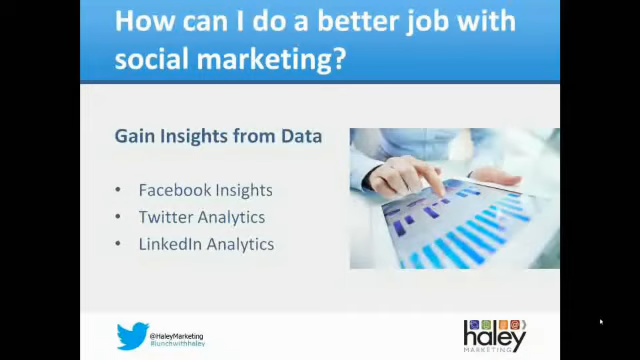 How can I do a better job with
social marketing?
Gain Insights from Data
• Facebook Insights
• Twitter Analytics
• LinkedIn Analytics
@HaleyMarketing
#lunchwithhaley
haley
MARKETING